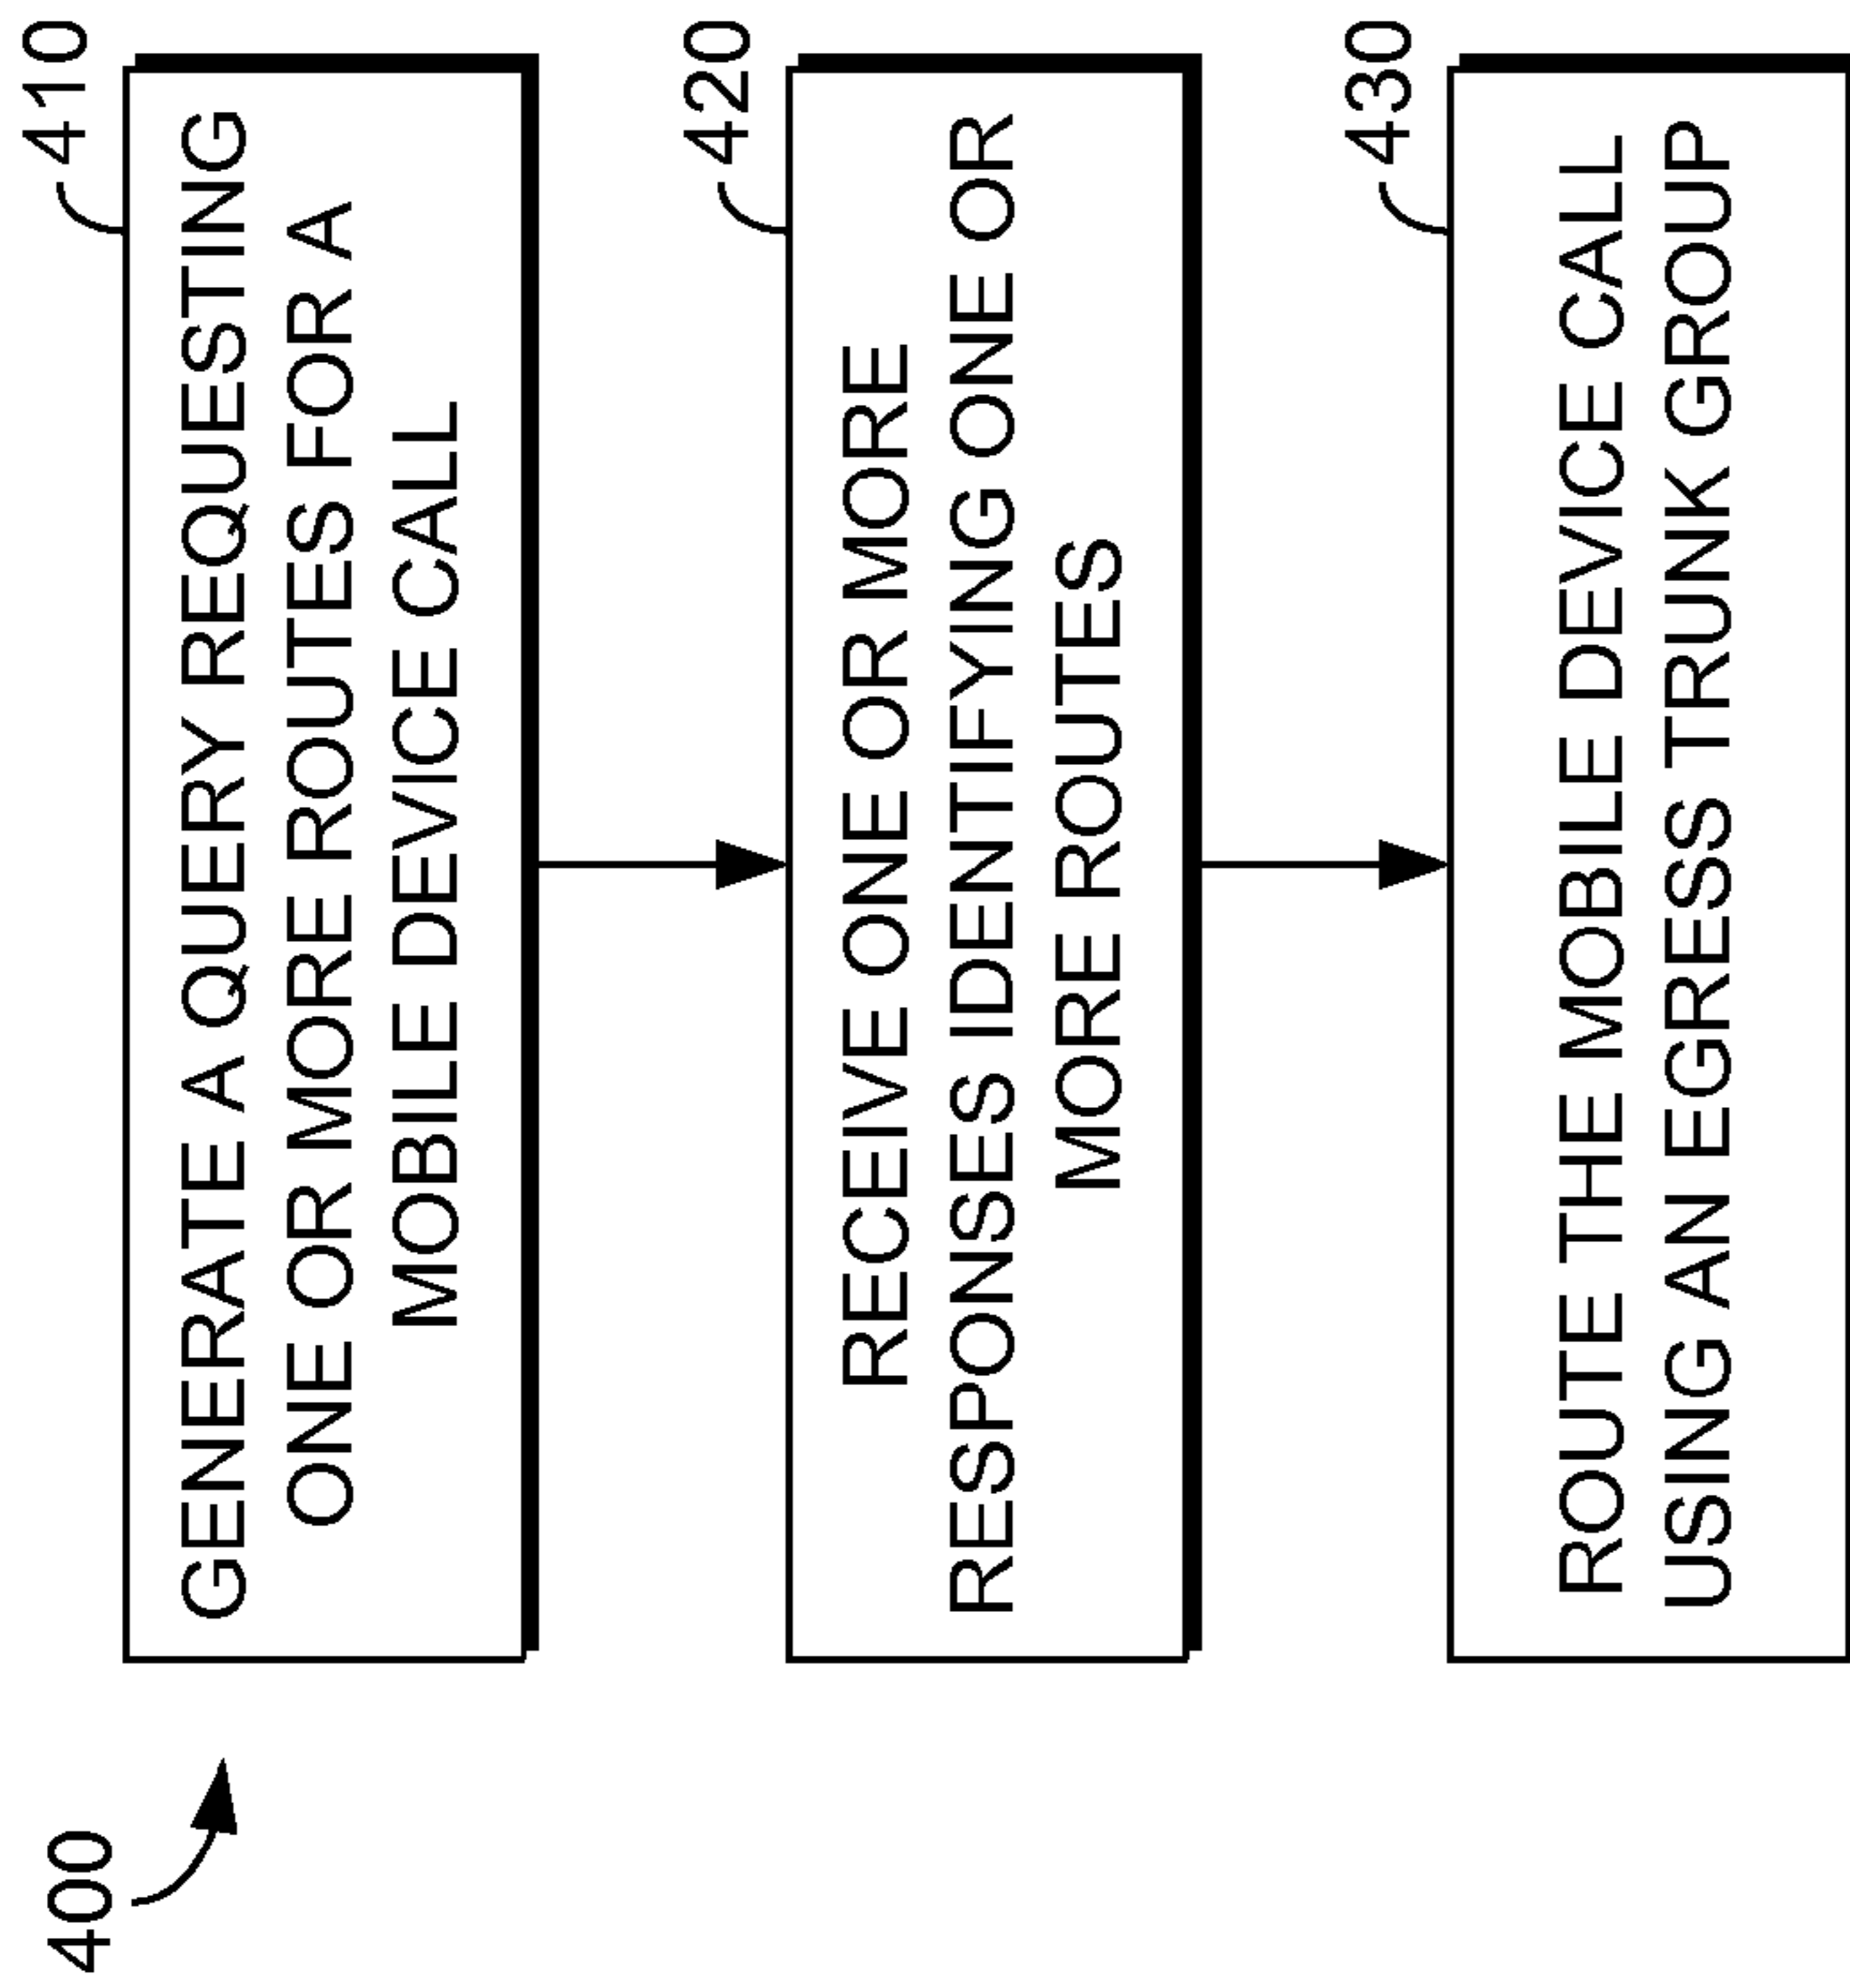 400
410
GENERATE A QUERY REQUESTING
ONE OR MORE ROUTES FOR A
MOBILE DEVICE CALL
420
RECEIVE ONE OR MORE
RESPONSES IDENTIFYING ONE OR
MORE ROUTES
430
ROUTE THE MOBILE DEVICE CALL
USING AN EGRESS TRUNK GROUP